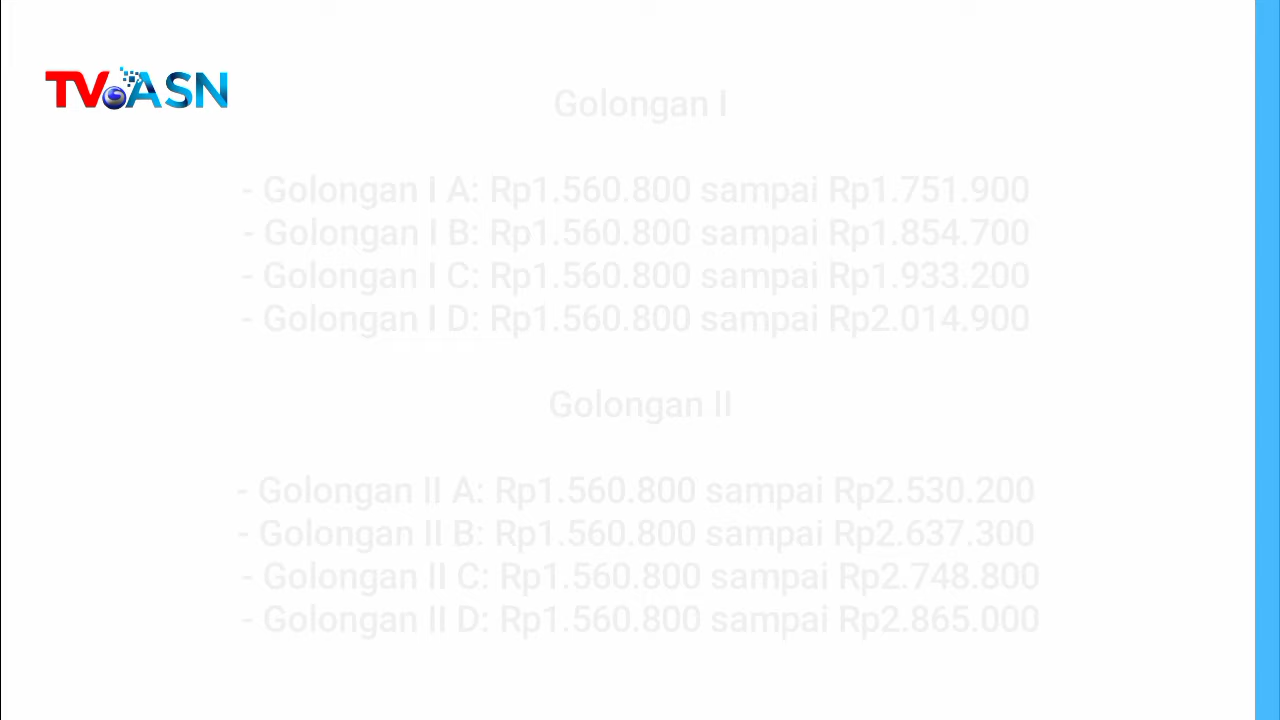 TV ASN
Golongan I
- Golongan I A: Rp1.560.800 sampai Rp1.751.900
- Golongan I B: Rp1.560.800 sampai Rp1.854.700
- Golongan I C: Rp1.560.800 sampai Rp1.933.200
- Golongan I D: Rp1.560.800 sampai Rp2.014.900
Golongan II
- Golongan II A: Rp1.560.800 sampai Rp2.530.200
- Golongan II B: Rp1.560.800 sampai Rp2.637.300
- Golongan II C: Rp1.560.800 sampai Rp2.748.800
- Golongan II D: Rp1.560.800 sampai Rp2.865.000